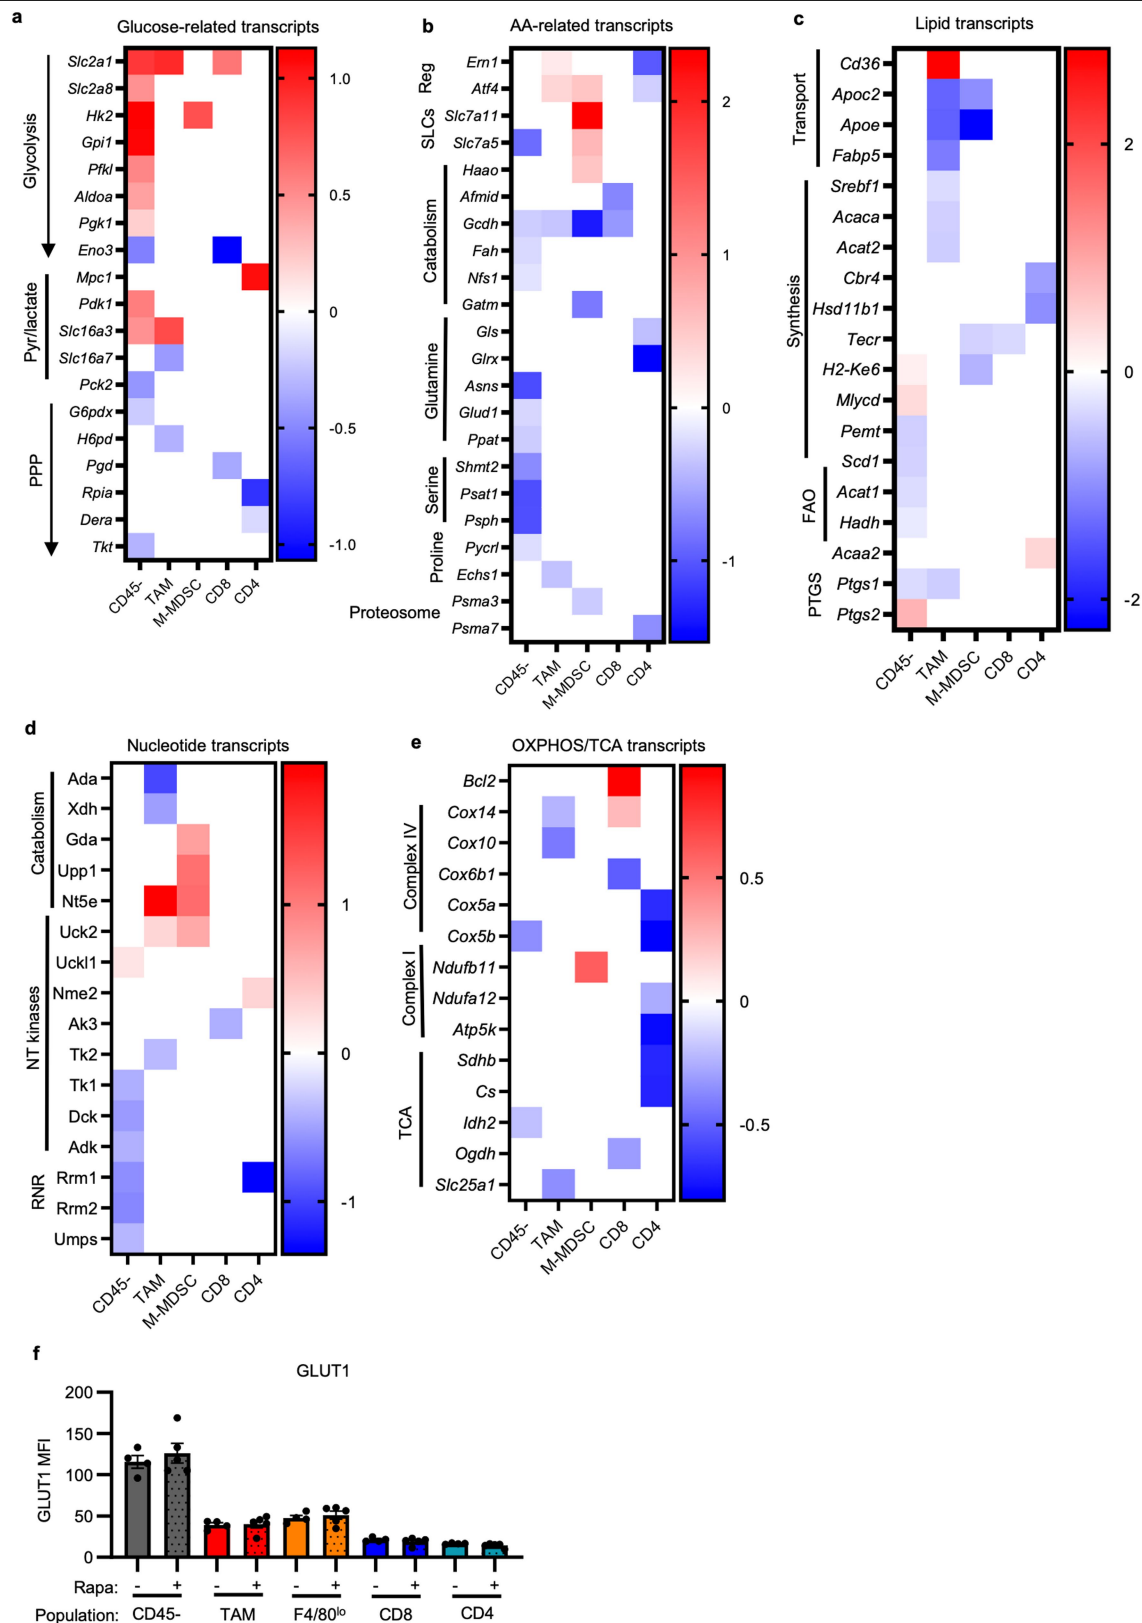 a
Glucose-related transcripts
Glycolysis
Pyr/lactate
PPP
Slc2a1
Slc2a8
Hk2
Gpi1
Pfkl
Aldoa
Pgk1
Eno3
Mpc1
Pdk1
Slc16a3
Slc16a7
Pck2
G6pdx
H6pd
Pgd
Rpia
Dera
Tkt
CD45-
TAM
M-MDSC
CD8
CD4
1.0
0.5
0
-0.5
-1.0
b
AA-related transcripts
Reg
SLCs
Catabolism
Glutamine
Serine
Proline
Proteosome
Ern1
Atf4
Slc7a11
Slc7a5
Haao
Afmid
Gcdh
Fah
Nfs1
Gatm
Gls
Glrx
Asns
Glud1
Ppat
Shmt2
Psat1
Psph
Pycrl
Echs1
Psma3
Psma7
CD45-
TAM
M-MDSC
CD8
CD4
2
1
0
-1
c
Lipid transcripts
Transport
Synthesis
FAO
PTGS
Cd36
Apoc2
Apoe
Fabp5
Srebf1
Acaca
Acat2
Cbr4
Hsd11b1
Tecr
H2-Ke6
Mlycd
Pemt
Scd1
Acat1
Hadh
Acaa2
Ptgs1
Ptgs2
CD45-
TAM
M-MDSC
CD8
CD4
2
0
-2
d
Nucleotide transcripts
Catabolism
NT kinases
RNR
Ada
Xdh
Gda
Upp1
Nt5e
Uck2
Uckl1
Nme2
Ak3
Tk2
Tk1
Dck
Adk
Rrm1
Rrm2
Umps
CD45-
TAM
M-MDSC
CD8
CD4
1
0
-1
e
OXPHOS/TCA transcripts
Complex IV
Complex I
TCA
Bcl2
Cox14
Cox10
Cox6b1
Cox5a
Cox5b
Ndufb11
Ndufa12
Atp5k
Sdhb
Cs
Idh2
Ogdh
Slc25a1
CD45-
TAM
M-MDSC
CD8
CD4
0.5
0
-0.5
f
GLUT1
GLUT1 MFI
200
150
100
50
0
Rapa: - + - + - + - + - +
Population: CD45- TAM F4/80lo CD8 CD4